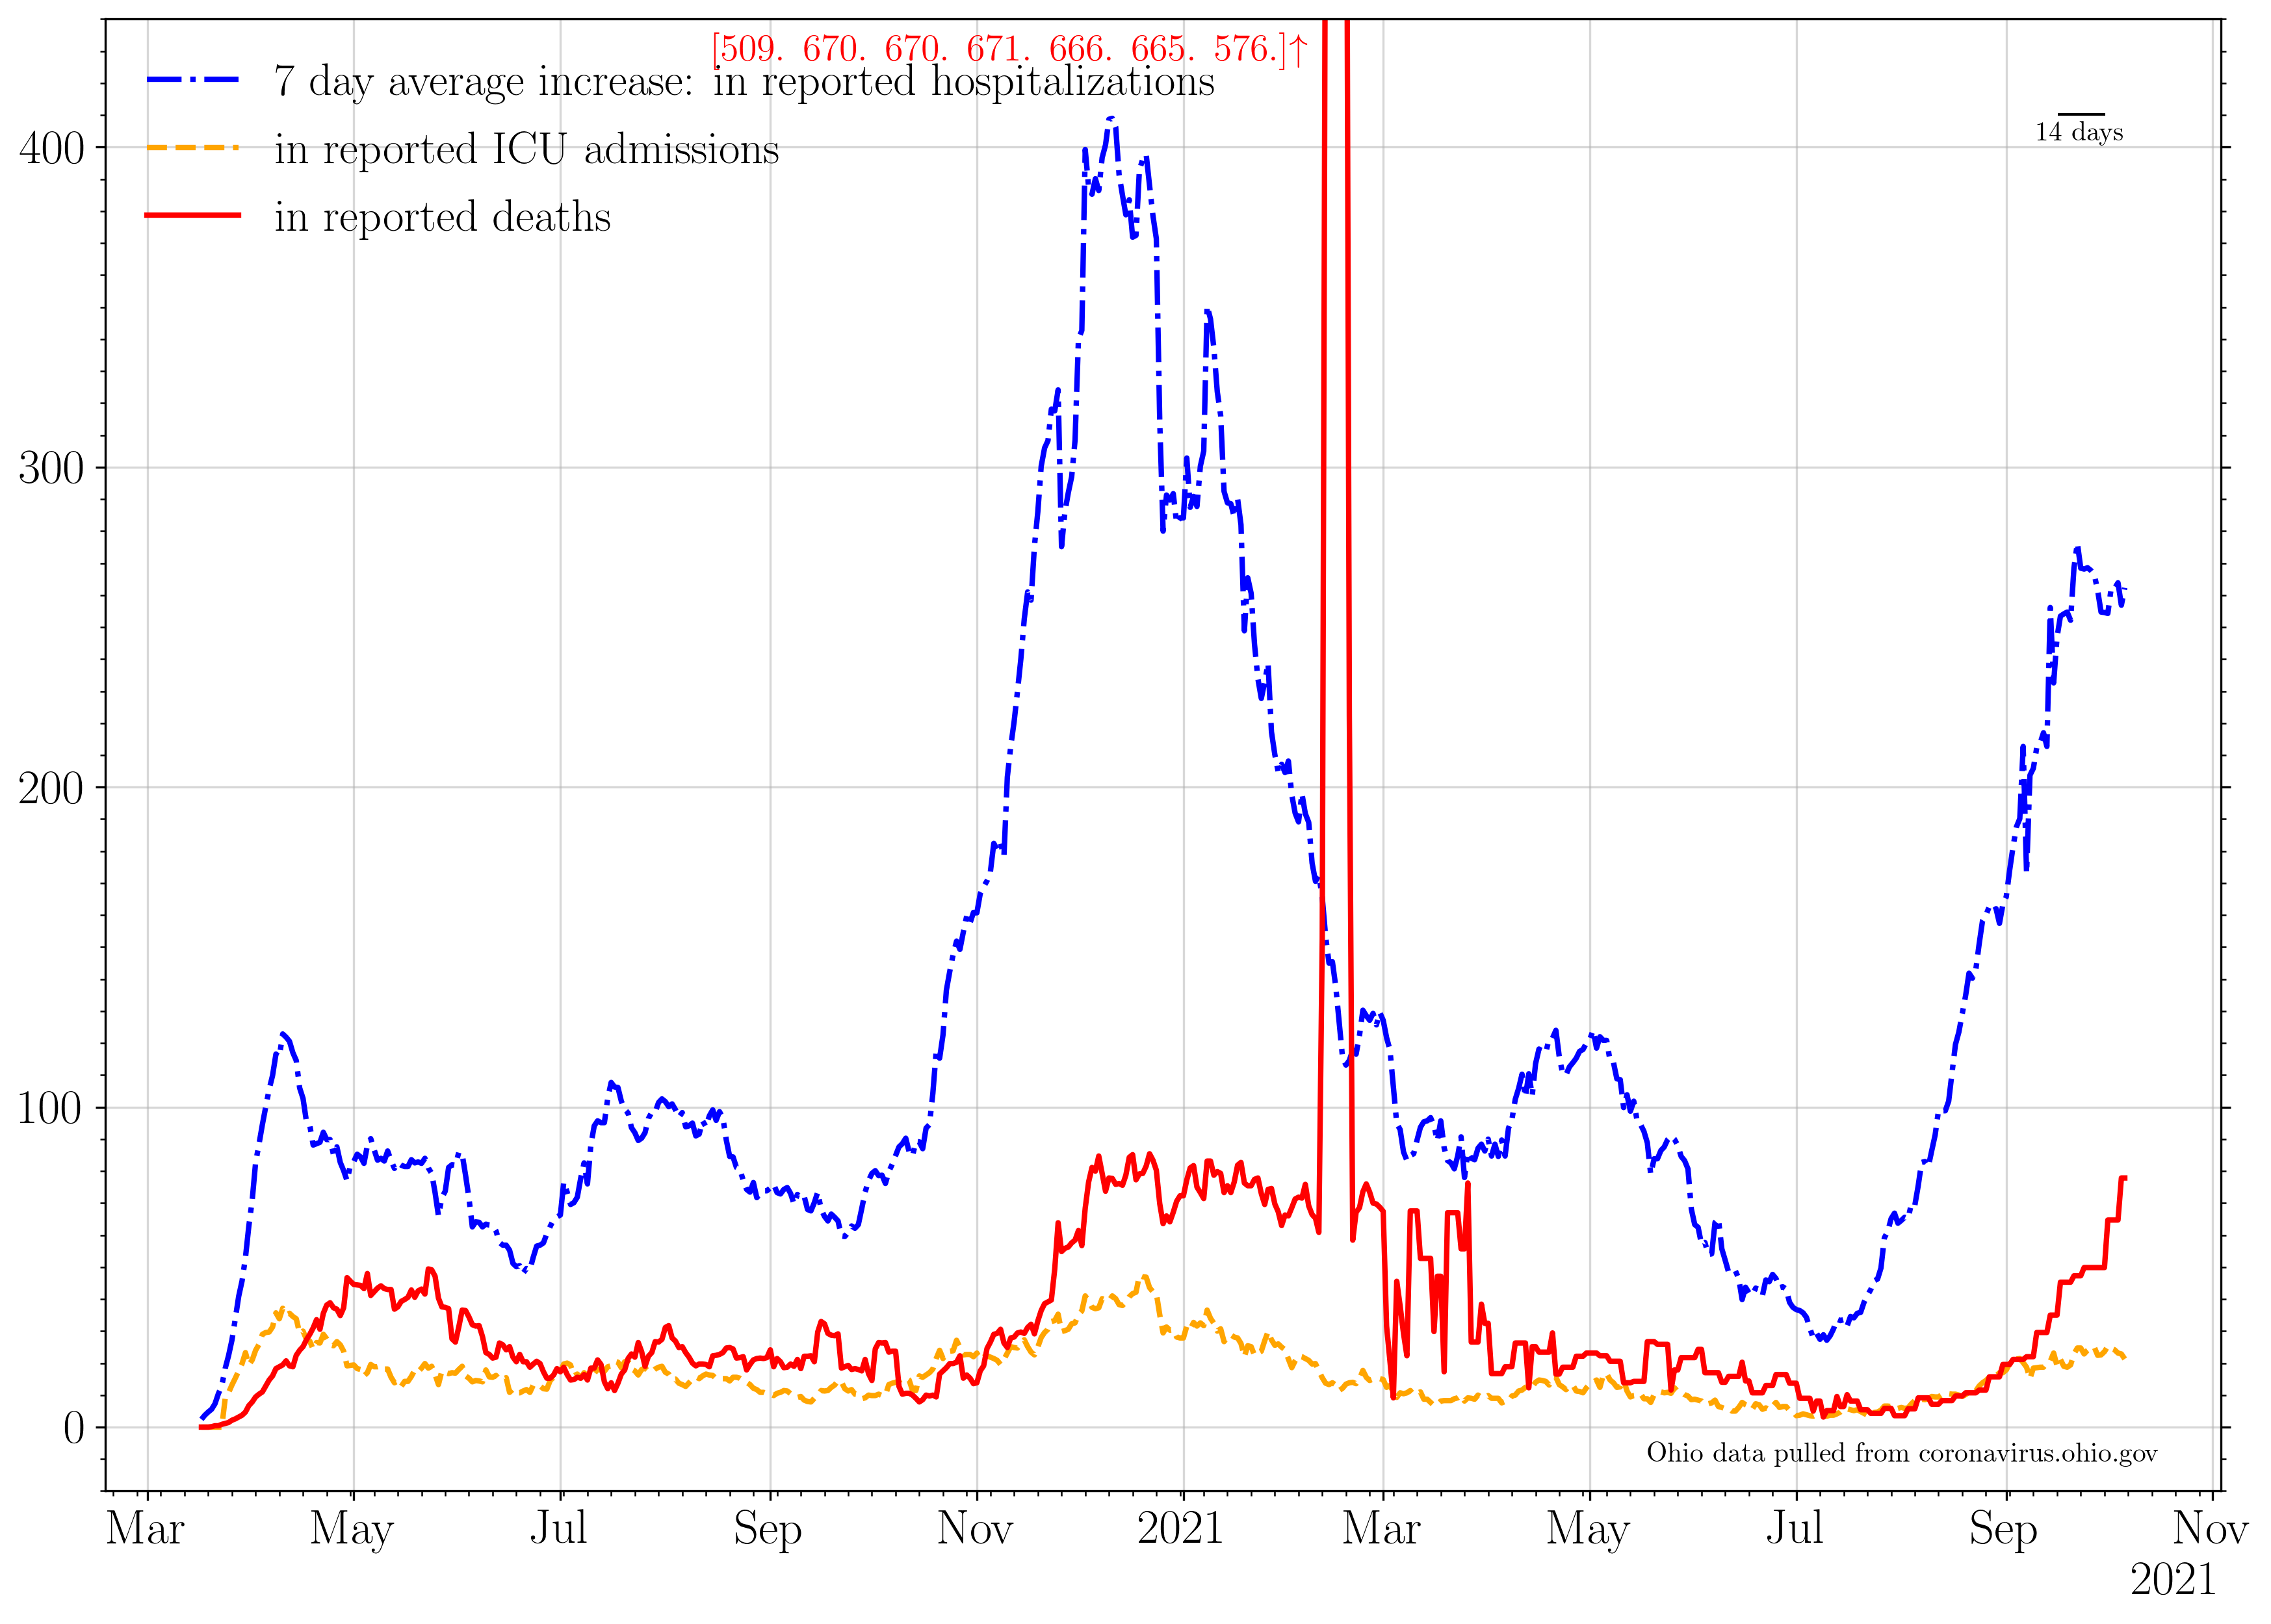 [509. 670. 670. 671. 666. 665. 576.]↑
7 day average increase: in reported hospitalizations
in reported ICU admissions
in reported deaths
14 days
400
300
200
100
0
Ohio data pulled from coronavirus.ohio.gov
Mar May Jul Sep Nov 2021 Mar May Jul Sep Nov
2021